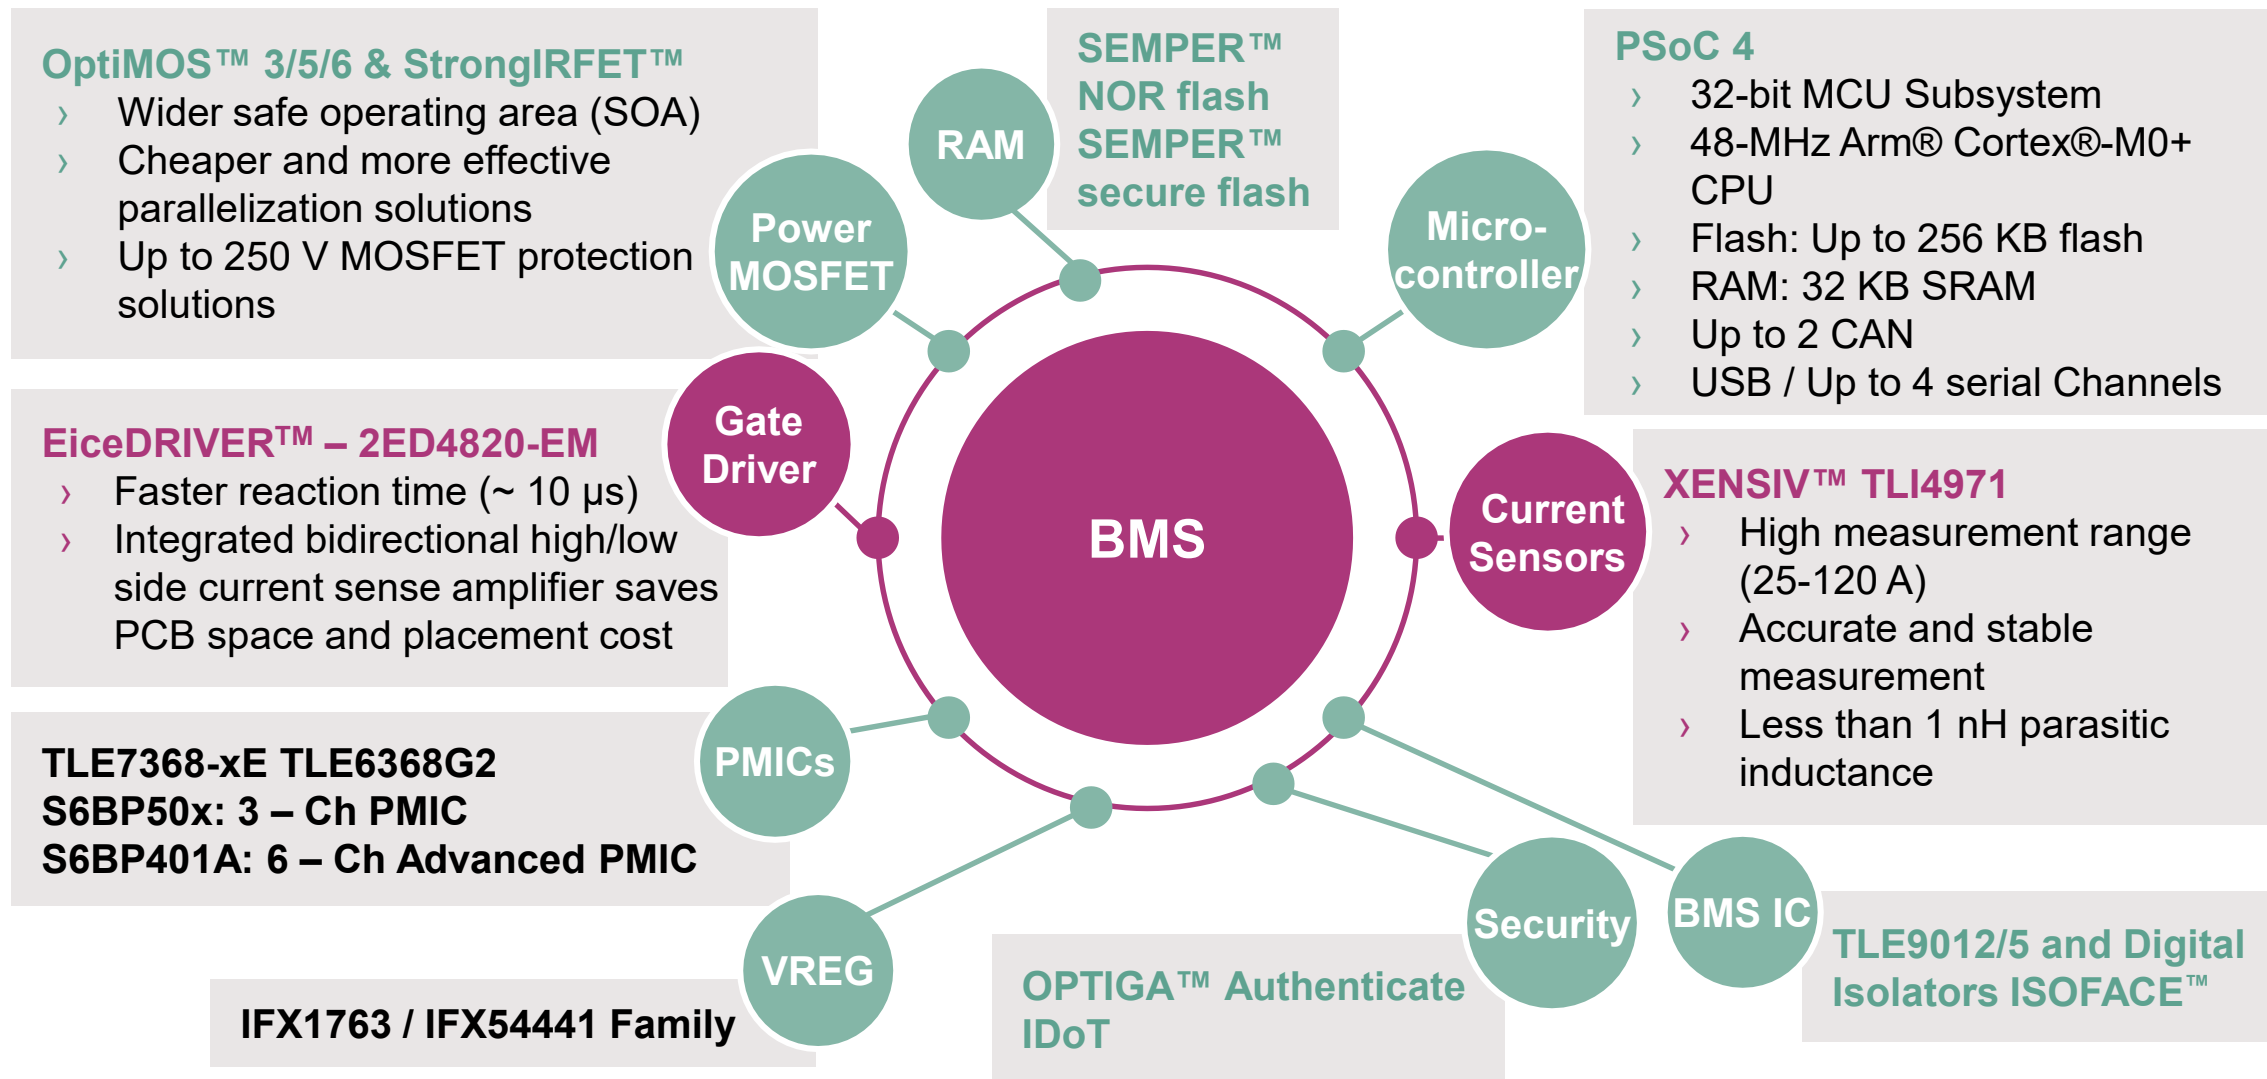 OptiMOS™ 3/5/6 & StrongIRFET™
› Wider safe operating area (SOA)
› Cheaper and more effective
parallelization solutions
› Up to 250 V MOSFET protection
solutions
RAM
SEMPER™
NOR flash
SEMPER™
secure flash
Power
MOSFET
Micro-
controller
PSoC 4
› 32-bit MCU Subsystem
› 48-MHz Arm® Cortex®-M0+
CPU
› Flash: Up to 256 KB flash
› RAM: 32 KB SRAM
› Up to 2 CAN
› USB / Up to 4 serial Channels
EiceDRIVER™ – 2ED4820-EM
› Faster reaction time (~ 10 µs)
› Integrated bidirectional high/low
side current sense amplifier saves
PCB space and placement cost
Gate
Driver
BMS
Current
Sensors
XENSIV™ TLI4971
› High measurement range
(25-120 A)
› Accurate and stable
measurement
› Less than 1 nH parasitic
inductance
TLE7368-xE TLE6368G2
S6BP50x: 3 – Ch PMIC
S6BP401A: 6 – Ch Advanced PMIC
PMICs
VREG
IFX1763 / IFX54441 Family
Security
OPTIGA™ Authenticate
IDoT
BMS IC
TLE9012/5 and Digital
Isolators ISOFACE™